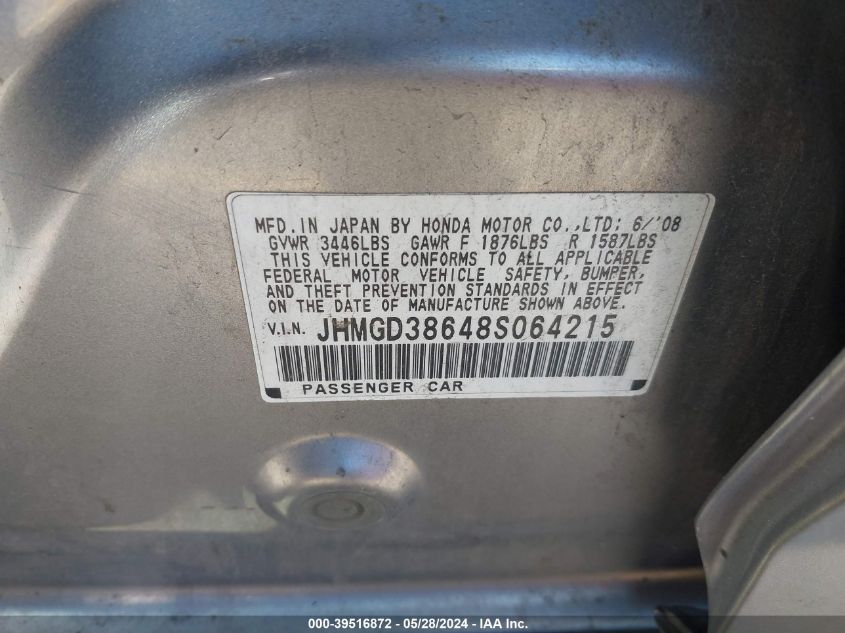 MFD. IN JAPAN BY HONDA MOTOR CO.,LTD: 6/'08
GVWR 3446LBS GAWR F 1876LBS R 1587LBS
THIS VEHICLE CONFORMS TO ALL APPLICABLE
FEDERAL MOTOR VEHICLE SAFETY, BUMPER,
AND THEFT PREVENTION STANDARDS IN EFFECT
ON THE DATE OF MANUFACTURE SHOWN ABOVE.
V.I.N. JHMGD38648S064215
PASSENGER CAR
000-39516872 - 05/28/2024 - © IAA Inc.